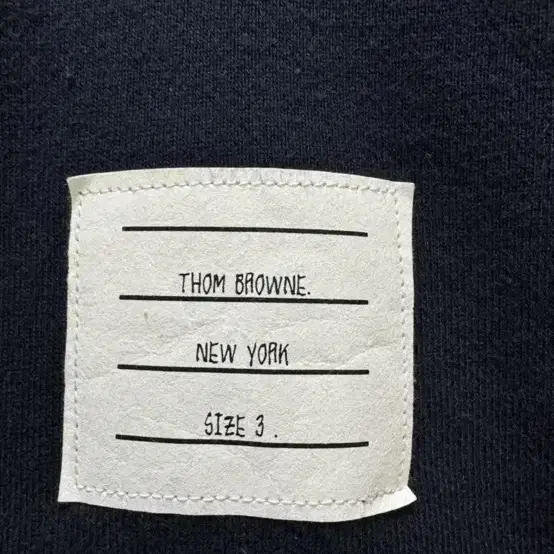 THOM BROWNE.
NEW YORK
SIZE 3 .